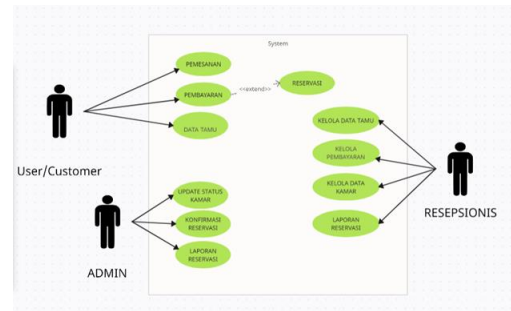 System
PEMESANAN
PEMBAYARAN
<<extend>>
RESERVASI
DATA TAMU
User/Customer
KELOLA DATA TAMU
KELOLA
PEMBAYARAN
KELOLA DATA
KAMAR
LAPORAN
RESERVASI
RESEPSIONIS
UPDATE STATUS
KAMAR
KONFIRMASI
RESERVASI
LAPORAN
RESERVASI
ADMIN